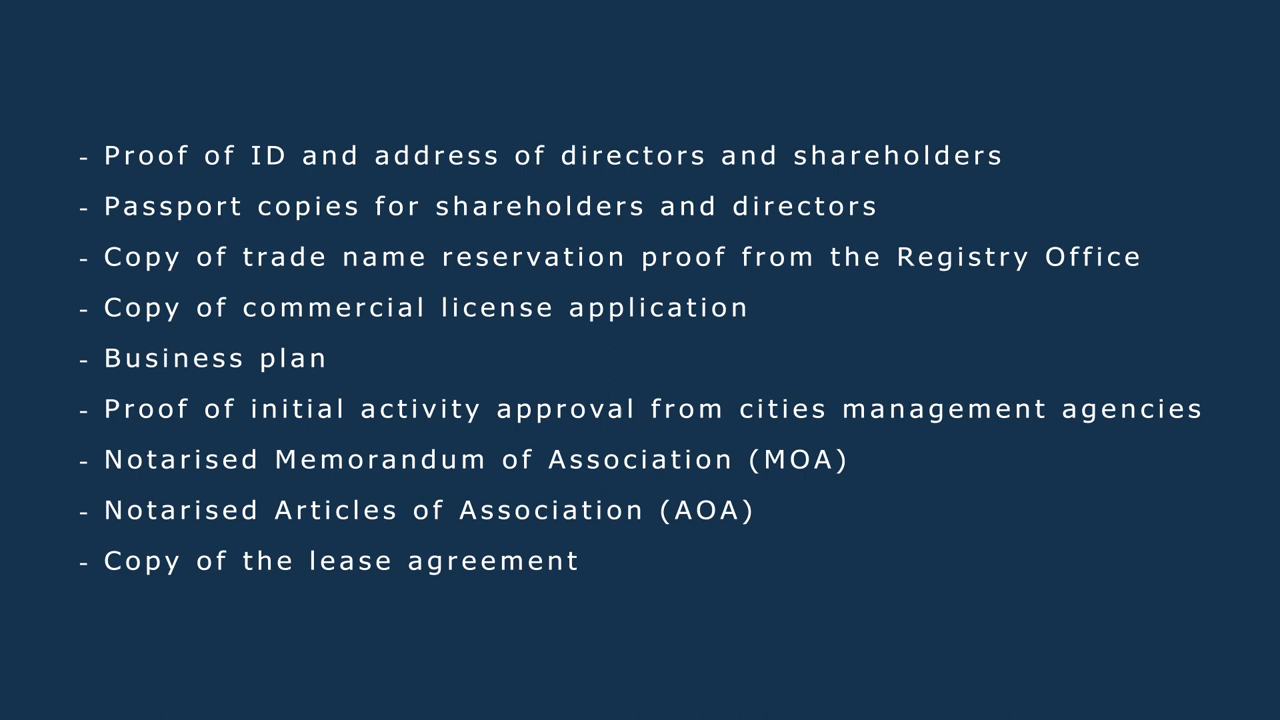 - Proof of ID and address of directors and shareholders
- Passport copies for shareholders and directors
- Copy of trade name reservation proof from the Registry Office
- Copy of commercial license application
- Business plan
- Proof of initial activity approval from cities management agencies
- Notarised Memorandum of Association (MOA)
- Notarised Articles of Association (AOA)
- Copy of the lease agreement